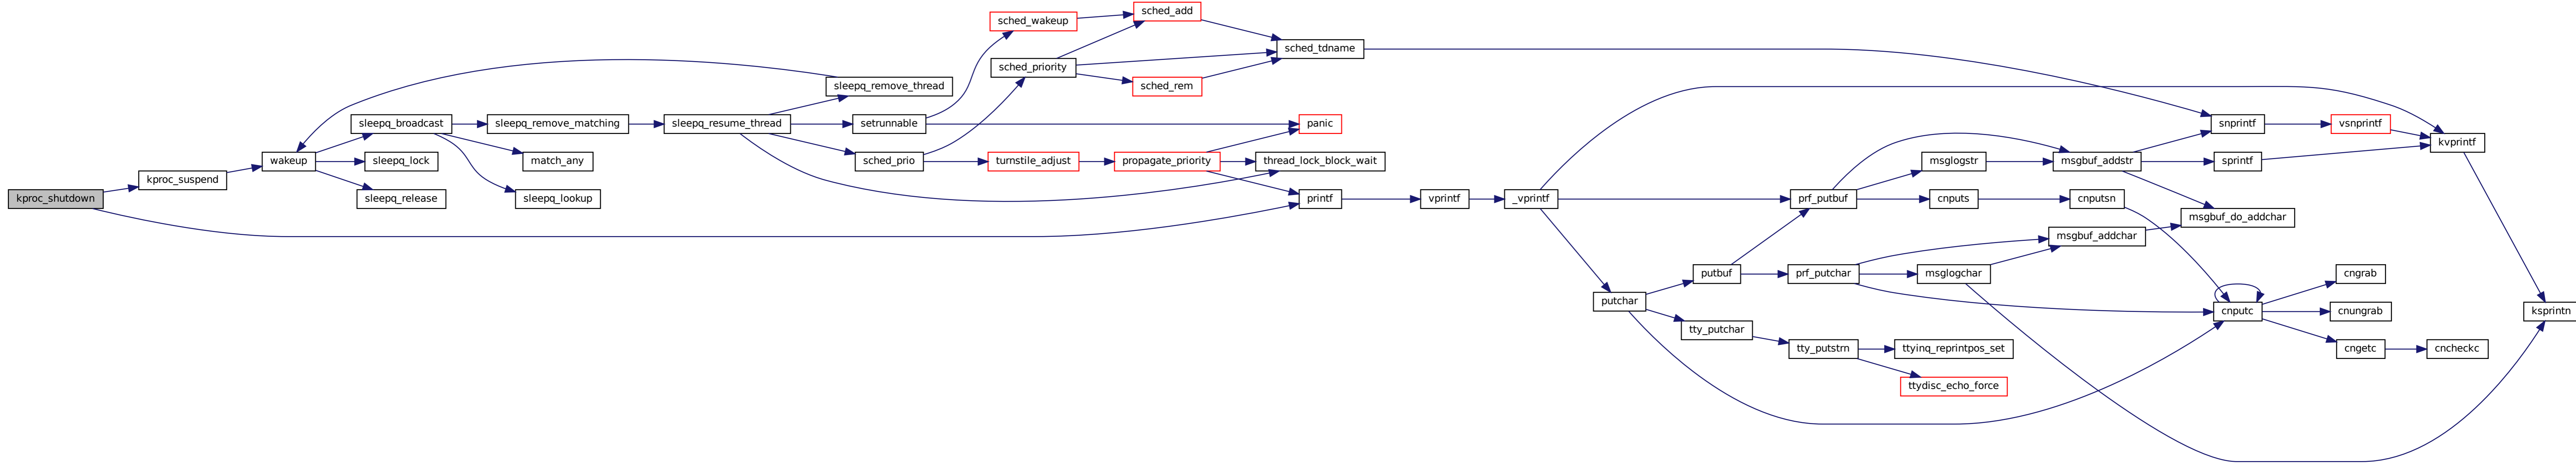 kproc_shutdown
kproc_suspend
wakeup
sleepq_broadcast
sleepq_lock
sleepq_release
sleepq_remove_matching
match_any
sleepq_lookup
sleepq_resume_thread
sleepq_remove_thread
setrunnable
sched_prio
sched_wakeup
sched_priority
turnstile_adjust
sched_add
sched_rem
propagate_priority
sched_tdname
panic
thread_lock_block_wait
printf
vprintf
_vprintf
putchar
putbuf
tty_putchar
prf_putbuf
prf_putchar
tty_putstrn
msglogstr
cnputs
msglogchar
ttyinq_reprintpos_set
ttydisc_echo_force
msgbuf_addstr
cnputsn
msgbuf_addchar
snprintf
sprintf
msgbuf_do_addchar
cnputc
vsnprintf
cngrab
cnungrab
cngetc
kvprintf
cncheckc
ksprintn